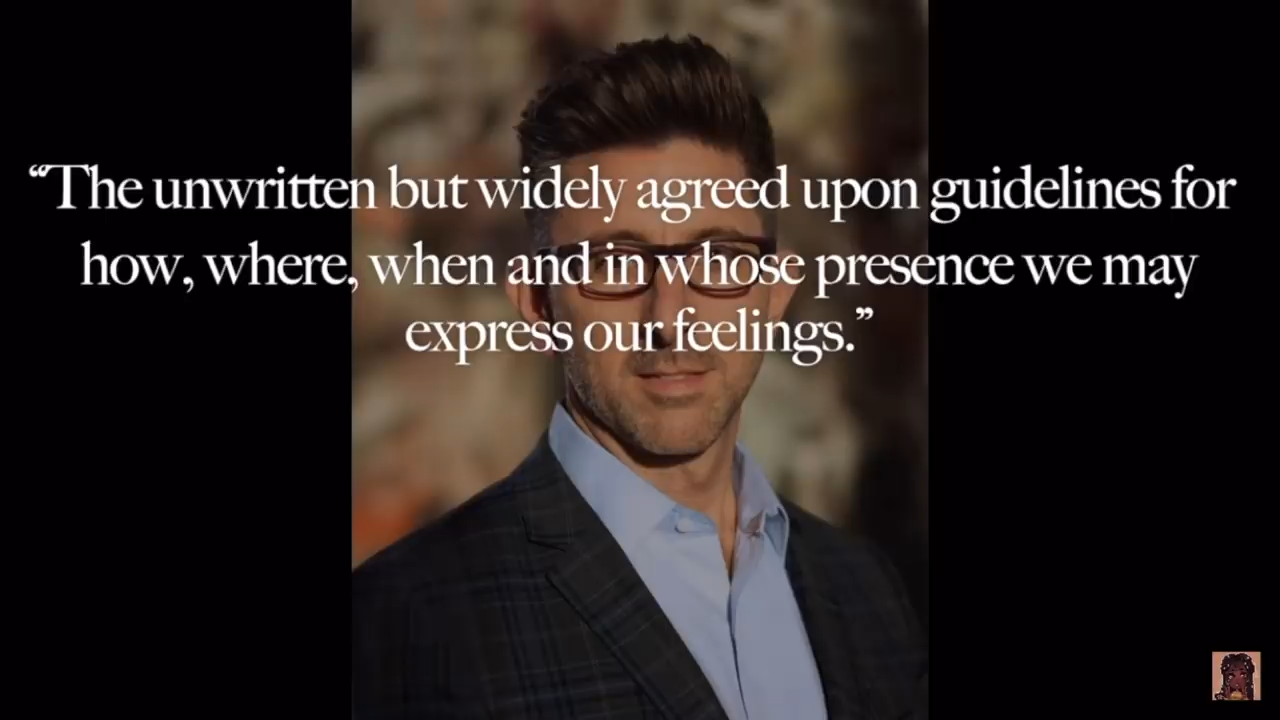 “The unwritten but widely agreed upon guidelines for
how, where, when and in whose presence we may
express our feelings.”